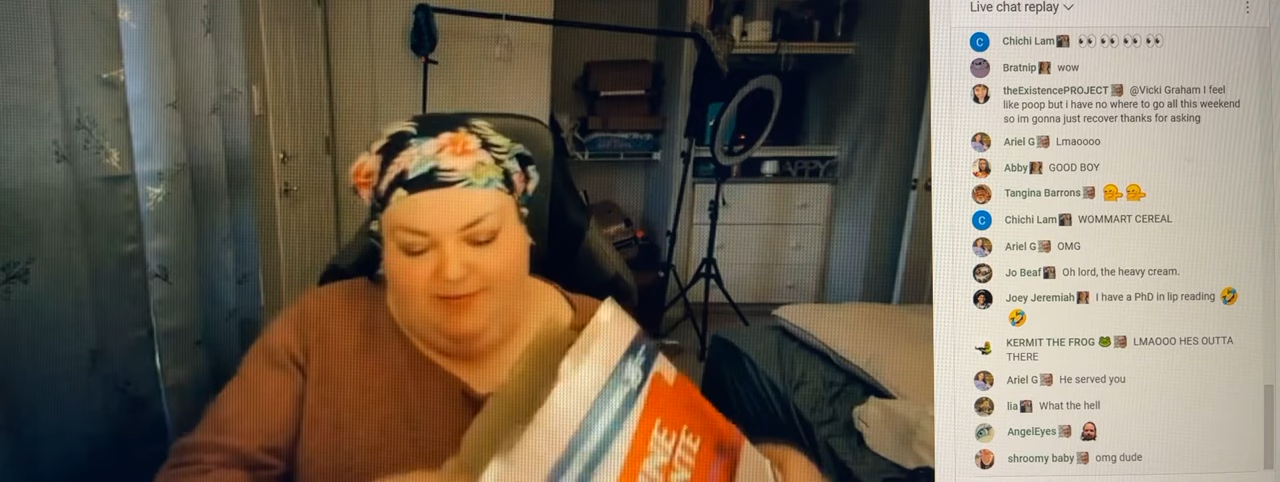 Live chat replay
Chichi Lam
Bratnip wow
theExistencePROJECT @Vicki Graham I feel
like poop but i have no where to go all this weekend
so im gonna just recover thanks for asking
Ariel G Lmaoooo
Abby GOOD BOY
Tangina Barrons
Chichi Lam WOMMART CEREAL
Ariel G OMG
Jo Beaf Oh lord, the heavy cream.
Joey Jeremiah I have a PhD in lip reading
KERMIT THE FROG LMAOOO HES OUTTA
THERE
Ariel G He served you
lia What the hell
AngelEyes
shroomy baby omg dude
C
C
APPY